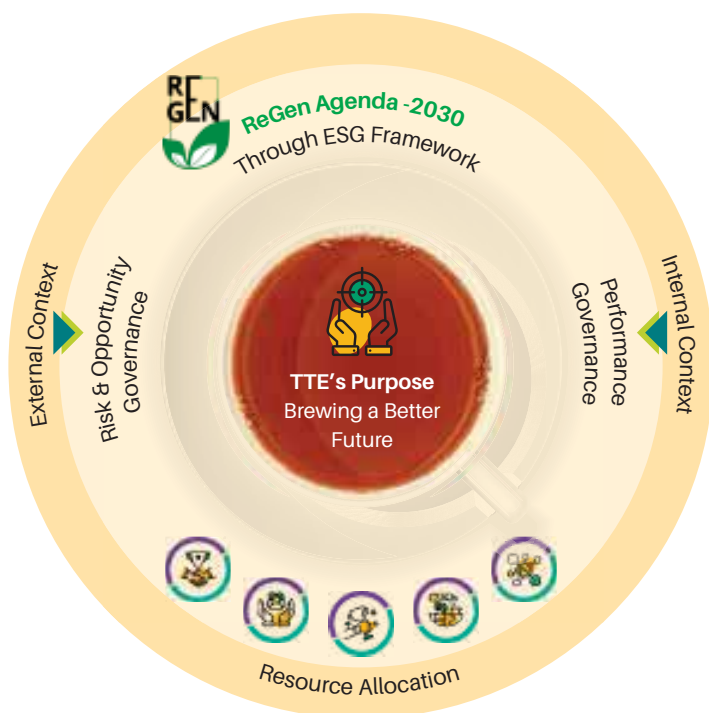 RE
GEN
ReGen Agenda -2030
Through ESG Framework
External Context
Risk & Opportunity
Governance
TTE’s Purpose
Brewing a Better
Future
Performance
Governance
Internal Context
Resource Allocation